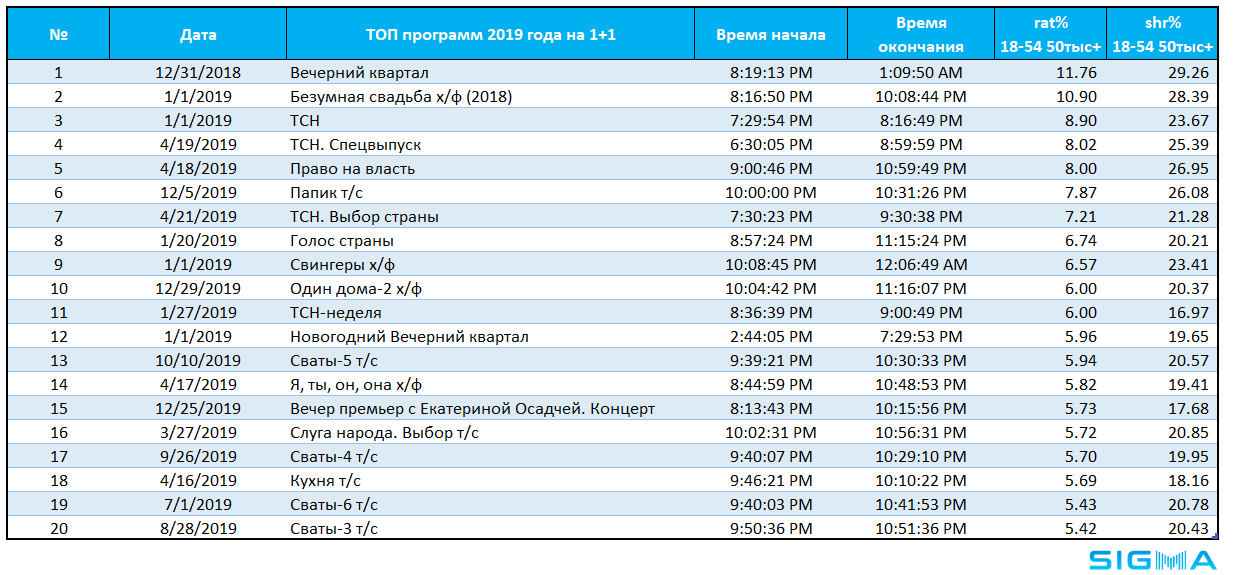 № Дата ТОП программ 2019 года на 1+1 Время начала Время окончания rat% 18-54 50тыс+ shr% 18-54 50тыс+
1 12/31/2018 Вечерний квартал 8:19:13 PM 1:09:50 AM 11.76 29.26
2 1/1/2019 Безумная свадьба х/ф (2018) 8:16:50 PM 10:08:44 PM 10.90 28.39
3 1/1/2019 ТСН 7:29:54 PM 8:16:49 PM 8.90 23.67
4 4/19/2019 ТСН. Спецвыпуск 6:30:05 PM 8:59:59 PM 8.02 25.39
5 4/18/2019 Право на власть 9:00:46 PM 10:59:49 PM 8.00 26.95
6 12/5/2019 Папик т/с 10:00:00 PM 10:31:26 PM 7.87 26.08
7 4/21/2019 ТСН. Выбор страны 7:30:23 PM 9:30:38 PM 7.21 21.28
8 1/20/2019 Голос страны 8:57:24 PM 11:15:24 PM 6.74 20.21
9 1/1/2019 Свингеры х/ф 10:08:45 PM 12:06:49 AM 6.57 23.41
10 12/29/2019 Один дома-2 х/ф 10:04:42 PM 11:16:07 PM 6.00 20.37
11 1/27/2019 ТСН-неделя 8:36:39 PM 9:00:49 PM 6.00 16.97
12 1/1/2019 Новогодний Вечерний квартал 2:44:05 PM 7:29:53 PM 5.96 19.65
13 10/10/2019 Сваты-5 т/с 9:39:21 PM 10:30:33 PM 5.94 20.57
14 4/17/2019 Я, ты, он, она х/ф 8:44:59 PM 10:48:53 PM 5.82 19.41
15 12/25/2019 Вечер премьер с Екатериной Осадчей. Концерт 8:13:43 PM 10:15:56 PM 5.73 17.68
16 3/27/2019 Слуга народа. Выбор т/с 10:02:31 PM 10:56:31 PM 5.72 20.85
17 9/26/2019 Сваты-4 т/с 9:40:07 PM 10:29:10 PM 5.70 19.95
18 4/16/2019 Кухня т/с 9:46:21 PM 10:10:22 PM 5.69 18.16
19 7/1/2019 Сваты-6 т/с 9:40:03 PM 10:41:53 PM 5.43 20.78
20 8/28/2019 Сваты-3 т/с 9:50:36 PM 10:51:36 PM 5.42 20.43
SIGMA